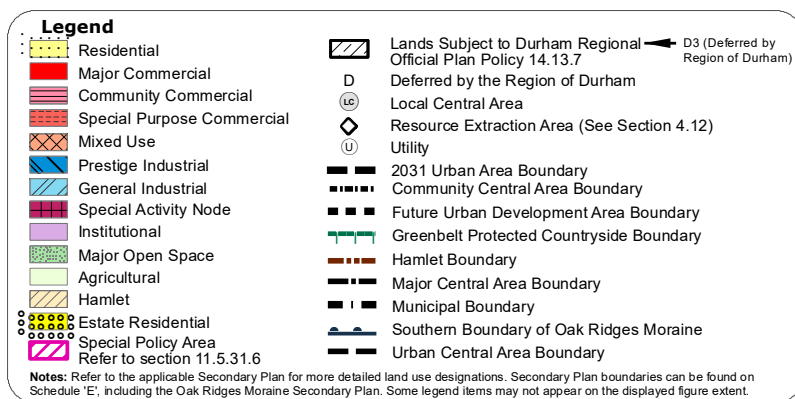 Legend
Residential
Major Commercial
Community Commercial
Special Purpose Commercial
Mixed Use
Prestige Industrial
General Industrial
Special Activity Node
Institutional
Major Open Space
Agricultural
Hamlet
Estate Residential
Special Policy Area
Refer to section 11.5.31.6
Lands Subject to Durham Regional
Official Plan Policy 14.13.7
D3 (Deferred by
Region of Durham)
D Deferred by the Region of Durham
LC Local Central Area
Resource Extraction Area (See Section 4.12)
U Utility
2031 Urban Area Boundary
Community Central Area Boundary
Future Urban Development Area Boundary
Greenbelt Protected Countryside Boundary
Hamlet Boundary
Major Central Area Boundary
Municipal Boundary
Southern Boundary of Oak Ridges Moraine
Urban Central Area Boundary
Notes: Refer to the applicable Secondary Plan for more detailed land use designations. Secondary Plan boundaries can be found on
Schedule 'E', including the Oak Ridges Moraine Secondary Plan. Some legend items may not appear on the displayed figure extent.